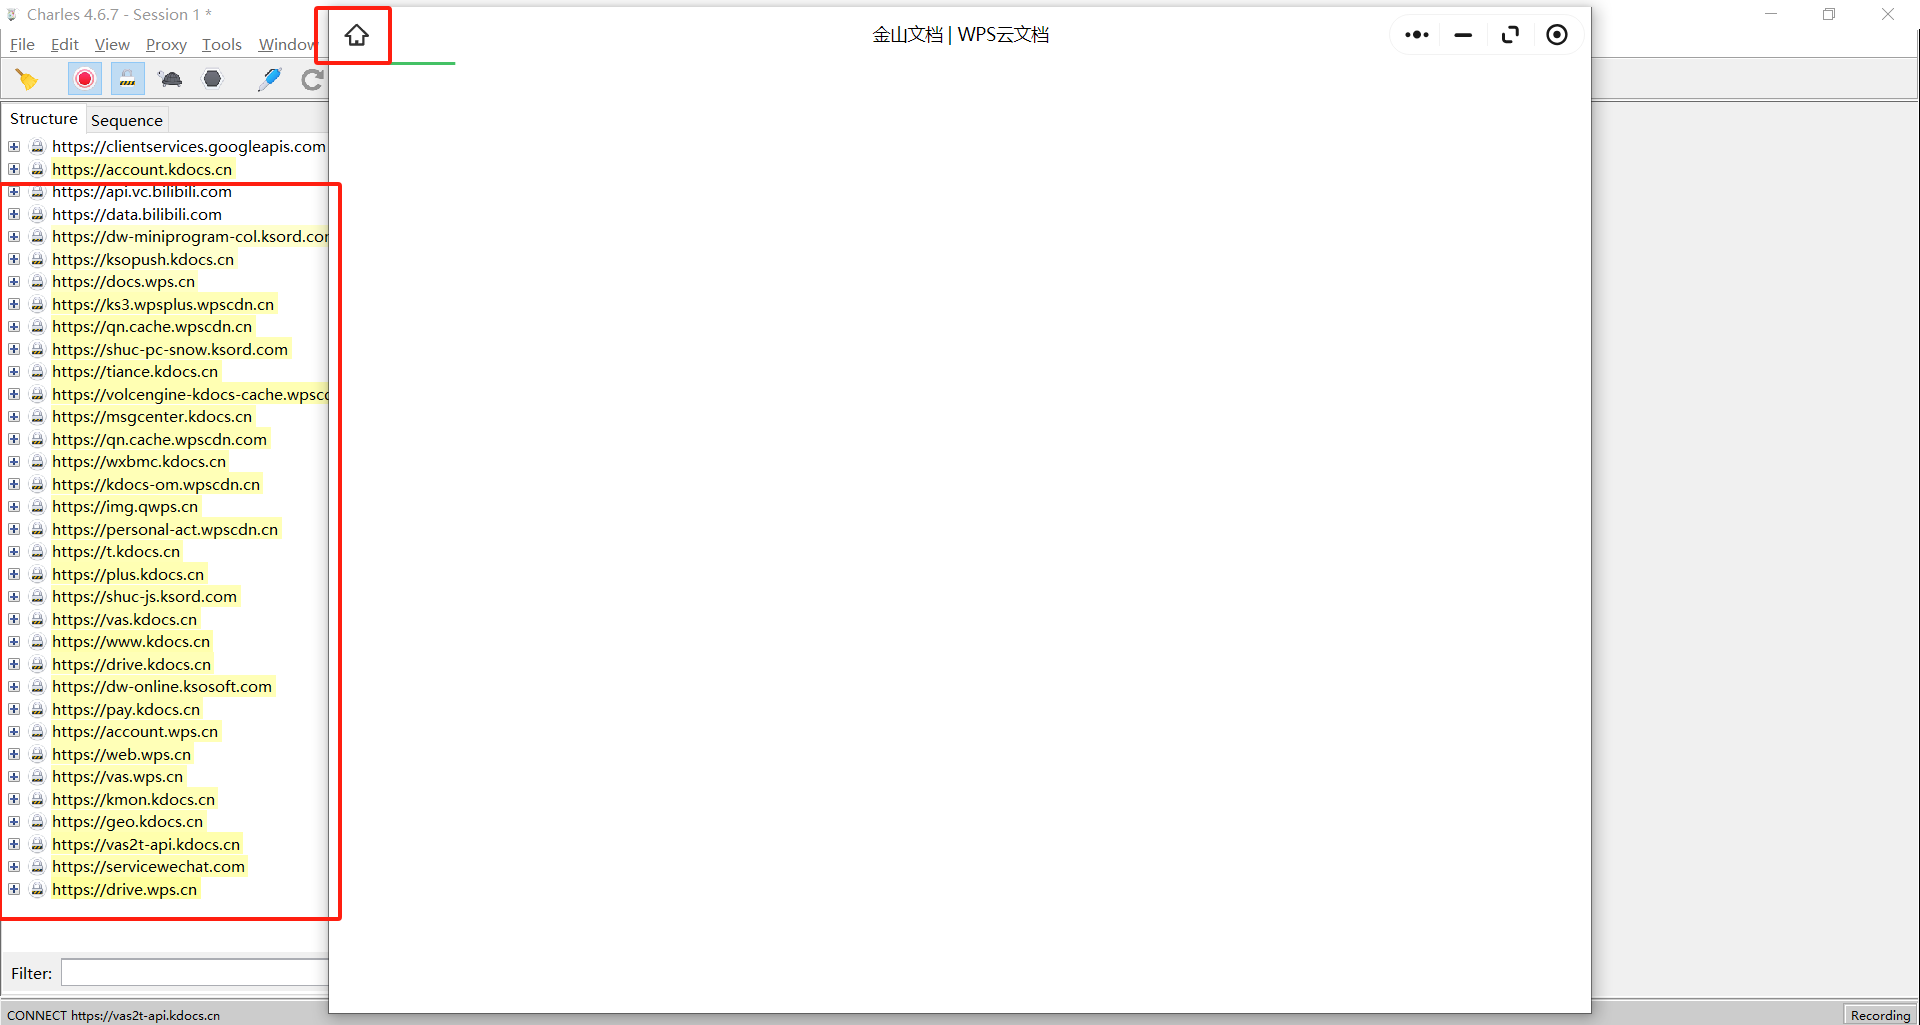 Charles 4.6.7 - Session 1 *
File Edit View Proxy Tools Window
金山文档 | WPS云文档
Structure
Sequence
https://clientservices.googleapis.com
https://account.kdocs.cn
https://api.vc.bilibili.com
https://data.bilibili.com
https://dw-miniprogram-col.ksord.com
https://ksopush.kdocs.cn
https://docs.wps.cn
https://ks3.wpsplus.wpscdn.cn
https://qn.cache.wpscdn.cn
https://shuc-pc-snow.ksord.com
https://tiance.kdocs.cn
https://volcengine-kdocs-cache.wpscd
https://msgcenter.kdocs.cn
https://qn.cache.wpscdn.com
https://wxbmc.kdocs.cn
https://kdocs-om.wpscdn.cn
https://img.qwps.cn
https://personal-act.wpscdn.cn
https://t.kdocs.cn
https://plus.kdocs.cn
https://shuc-js.ksord.com
https://vas.kdocs.cn
https://www.kdocs.cn
https://drive.kdocs.cn
https://dw-online.ksosoft.com
https://pay.kdocs.cn
https://account.wps.cn
https://web.wps.cn
https://vas.wps.cn
https://kmon.kdocs.cn
https://geo.kdocs.cn
https://vas2t-api.kdocs.cn
https://servicewechat.com
https://drive.wps.cn
Filter:
CONNECT https://vas2t-api.kdocs.cn
Recording